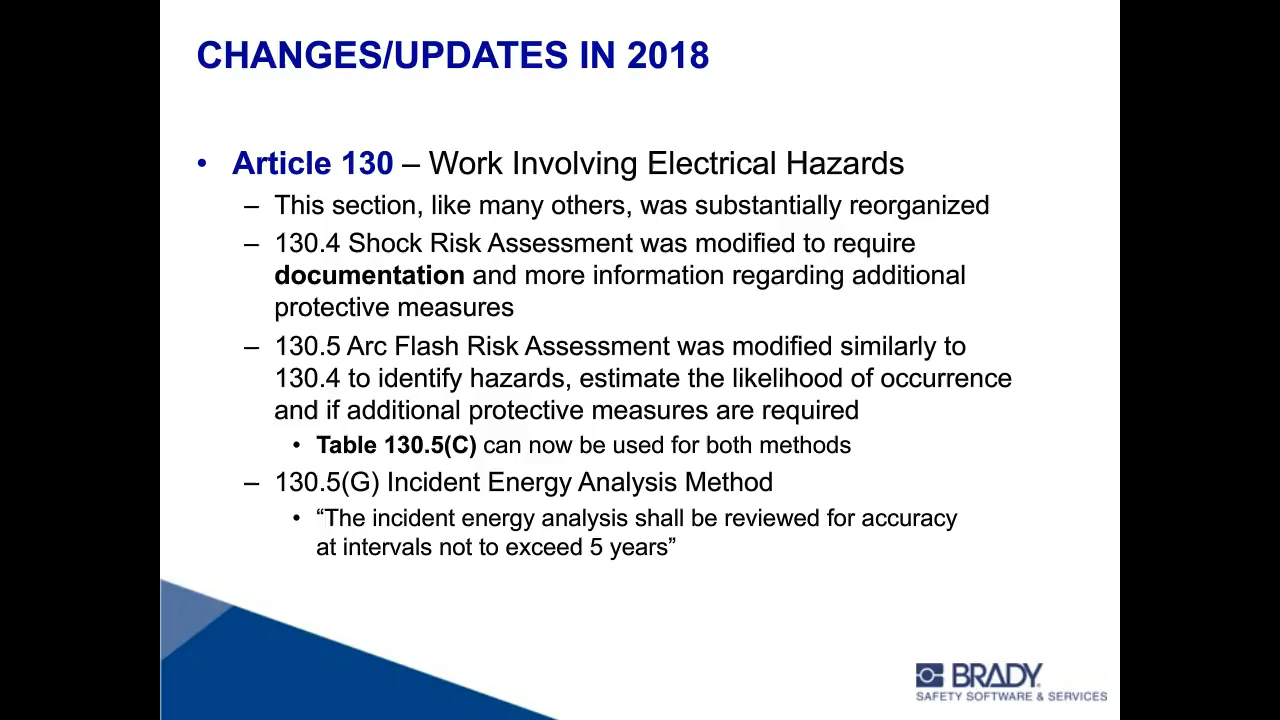 CHANGES/UPDATES IN 2018
• Article 130 – Work Involving Electrical Hazards
– This section, like many others, was substantially reorganized
– 130.4 Shock Risk Assessment was modified to require
documentation and more information regarding additional
protective measures
– 130.5 Arc Flash Risk Assessment was modified similarly to
130.4 to identify hazards, estimate the likelihood of occurrence
and if additional protective measures are required
• Table 130.5(C) can now be used for both methods
– 130.5(G) Incident Energy Analysis Method
• “The incident energy analysis shall be reviewed for accuracy
at intervals not to exceed 5 years”
BRADY.
SAFETY SOFTWARE & SERVICES